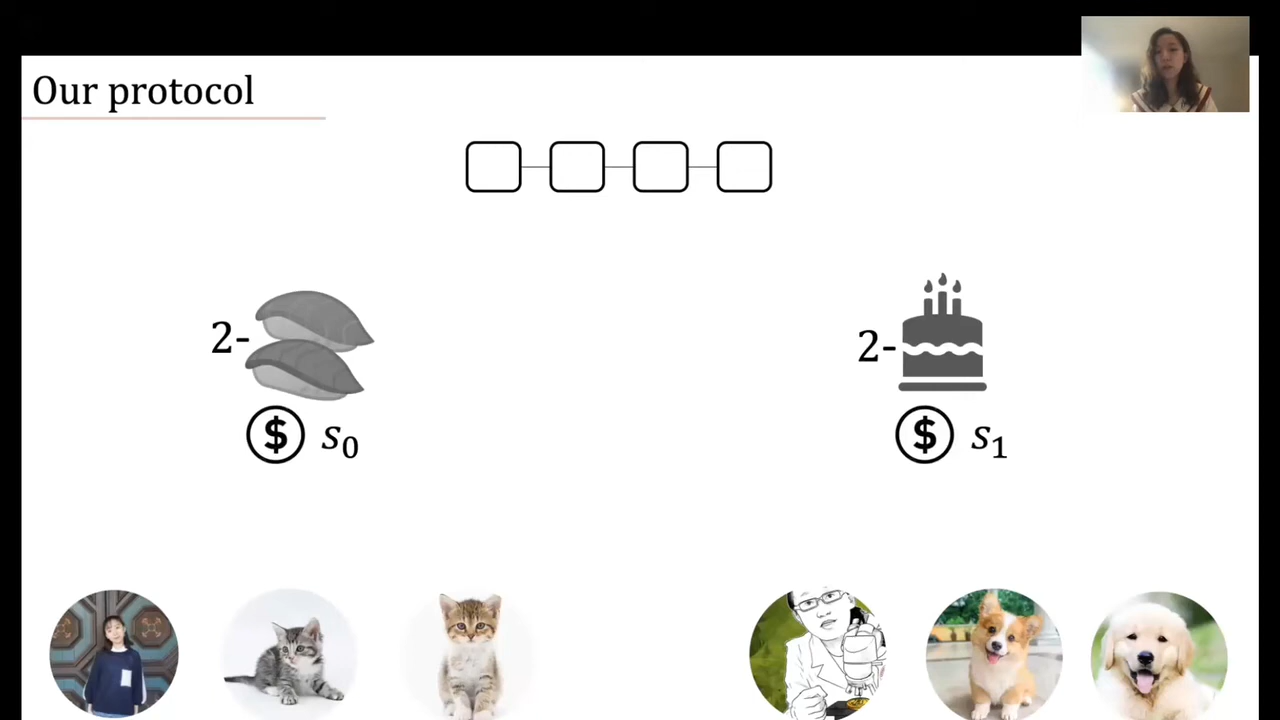 Our protocol
2-
2-
$ s₀
$ s₁